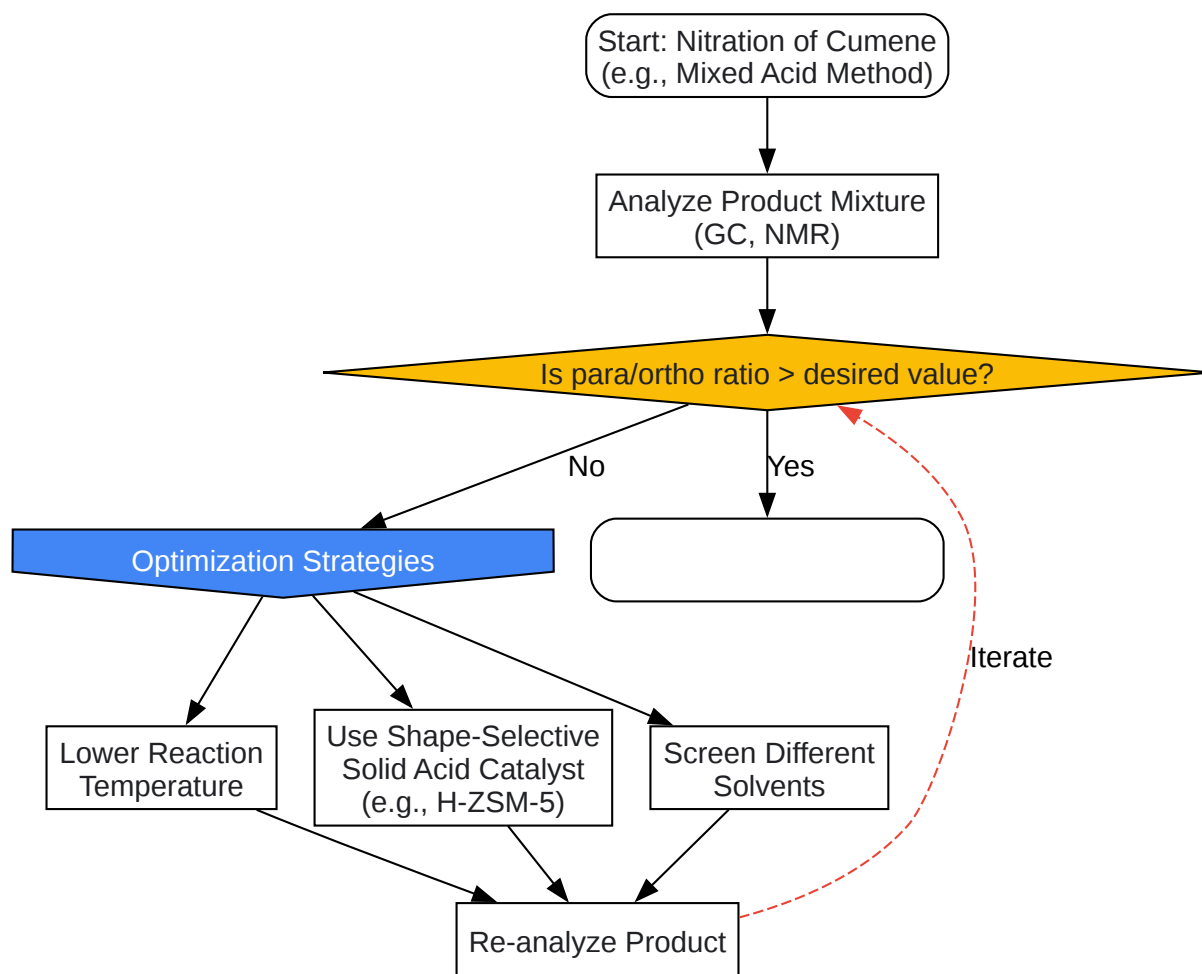 Start: Nitration of Cumene
(e.g., Mixed Acid Method)
Analyze Product Mixture
(GC, NMR)
Is para/ortho ratio > desired value?
No
Yes
Optimization Strategies
Iterate
Lower Reaction
Temperature
Use Shape-Selective
Solid Acid Catalyst
(e.g., H-ZSM-5)
Screen Different
Solvents
Re-analyze Product